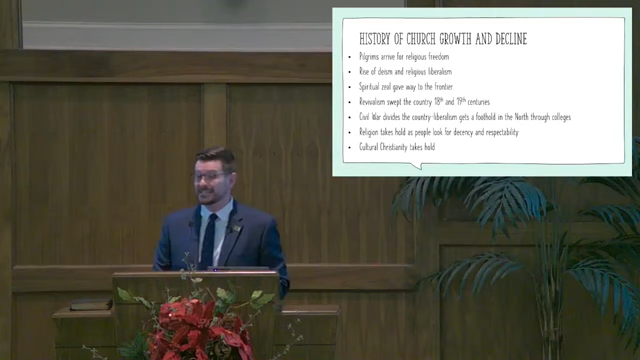 HISTORY OF CHURCH GROWTH AND DECLINE
• Pilgrims arrive for religious freedom
• Rise of deism and religious liberalism
• Spiritual zeal gave way to the frontier
• Revivalism swept the country 18th and 19th centuries
• Civil War divides the country-liberalism gets a foothold in the North through colleges
• Religion takes hold as people look for decency and respectability
• Cultural Christianity takes hold